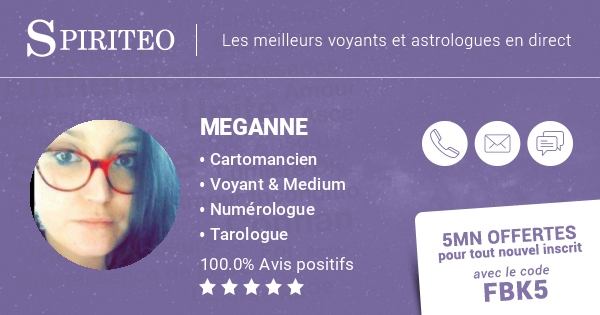 SPIRITEO
Les meilleurs voyants et astrologues en direct
MEGANNE
• Cartomancien
• Voyant & Medium
• Numérologue
• Tarologue
100.0% Avis positifs
5MN OFFERTES
pour tout nouvel inscrit
avec le code
FBK5